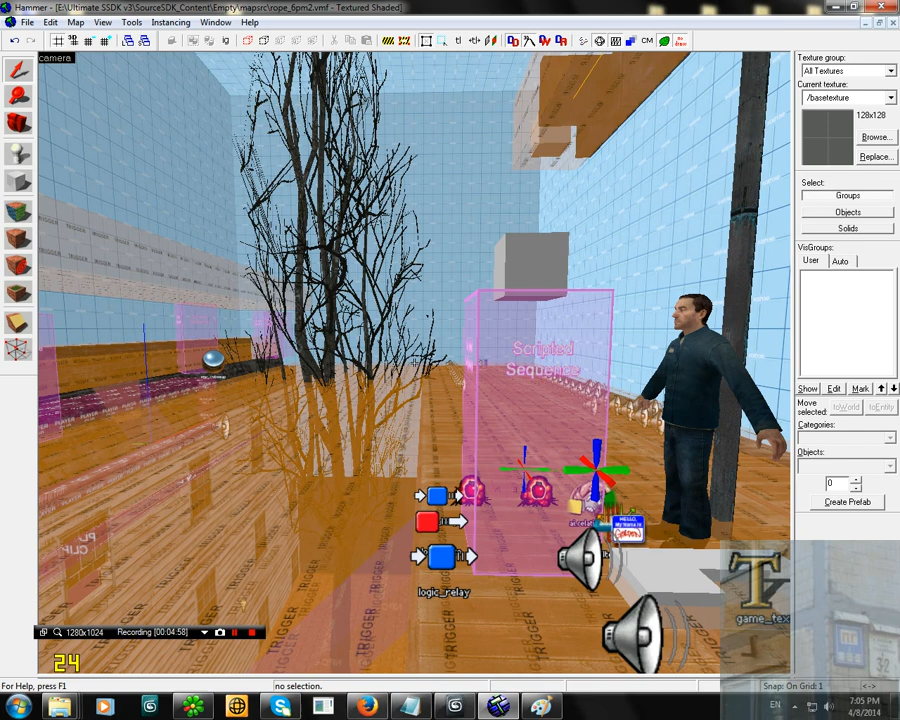 Hammer - [E:\Ultimate SSDK v3\SourceSDK_Content\Empty\mapsrc\rope_6pm2.vmf - Textured Shaded]
File Edit Map View Tools Instancing Window Help
camera
Texture group:
All Textures
Current texture:
/basetexture
128x128
Browse...
Replace...
Select:
Groups
Objects
Solids
VisGroups:
User Auto
Show Edit Mark
Move selected: toWorld toEntity
Categories:
Objects:
0
Create Prefab
Scripted
Sequence
TRIGGER
PLAYER
HELLO
logic_relay
game_tex
32
1280x1024 Recording [00:04:58]
24
For Help, press F1
no selection.
Snap: On Grid: 1
<->
EN
7:05 PM
4/8/2014